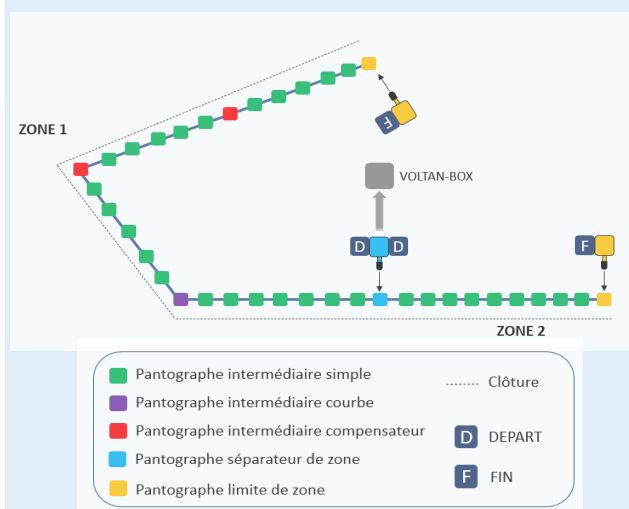 ZONE 1
F
VOLTAN-BOX
D D
F
ZONE 2
Pantographe intermédiaire simple
Pantographe intermédiaire courbe
Pantographe intermédiaire compensateur
Pantographe séparateur de zone
Pantographe limite de zone
Clôture
D DEPART
F FIN